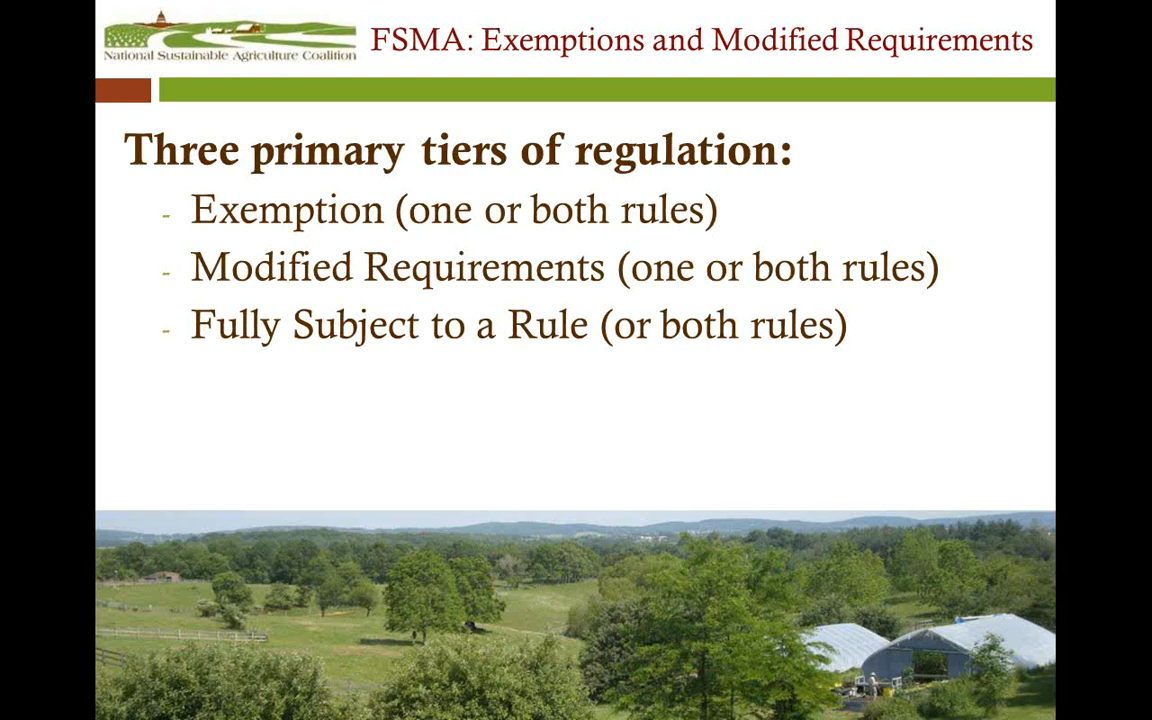 National Sustainable Agriculture Coalition
FSMA: Exemptions and Modified Requirements
Three primary tiers of regulation:
- Exemption (one or both rules)
- Modified Requirements (one or both rules)
- Fully Subject to a Rule (or both rules)